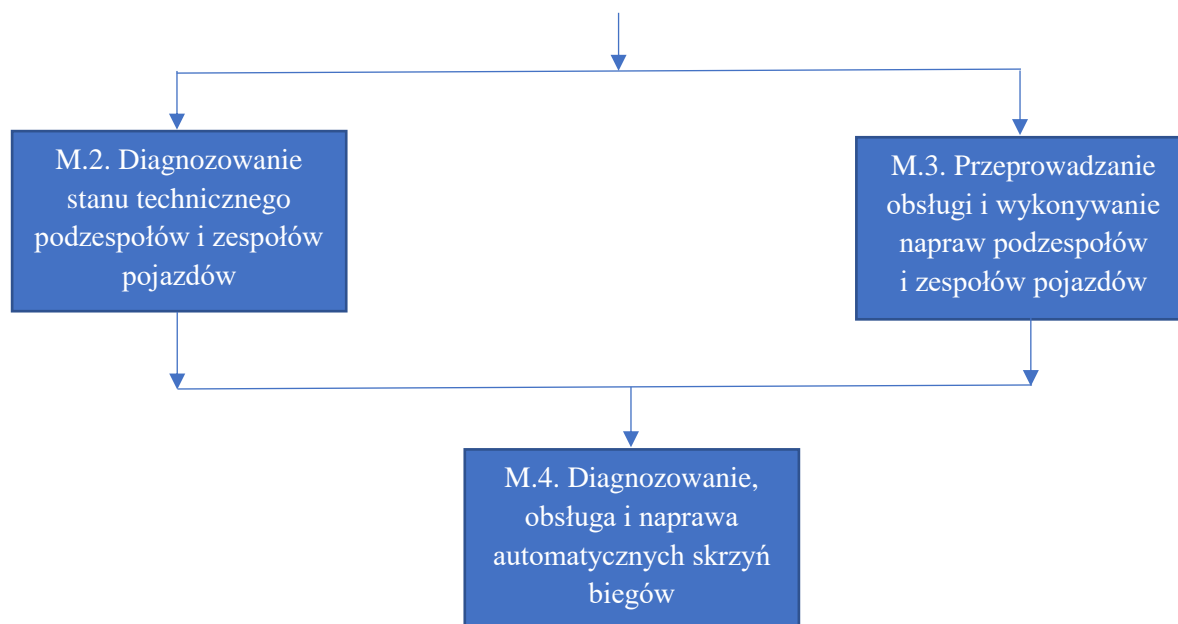 M.2. Diagnozowanie
stanu technicznego
podzespołów i zespołów
pojazdów
M.3. Przeprowadzanie
obsługi i wykonywanie
napraw podzespołów
i zespołów pojazdów
M.4. Diagnozowanie,
obsługa i naprawa
automatycznych skrzyń
biegów